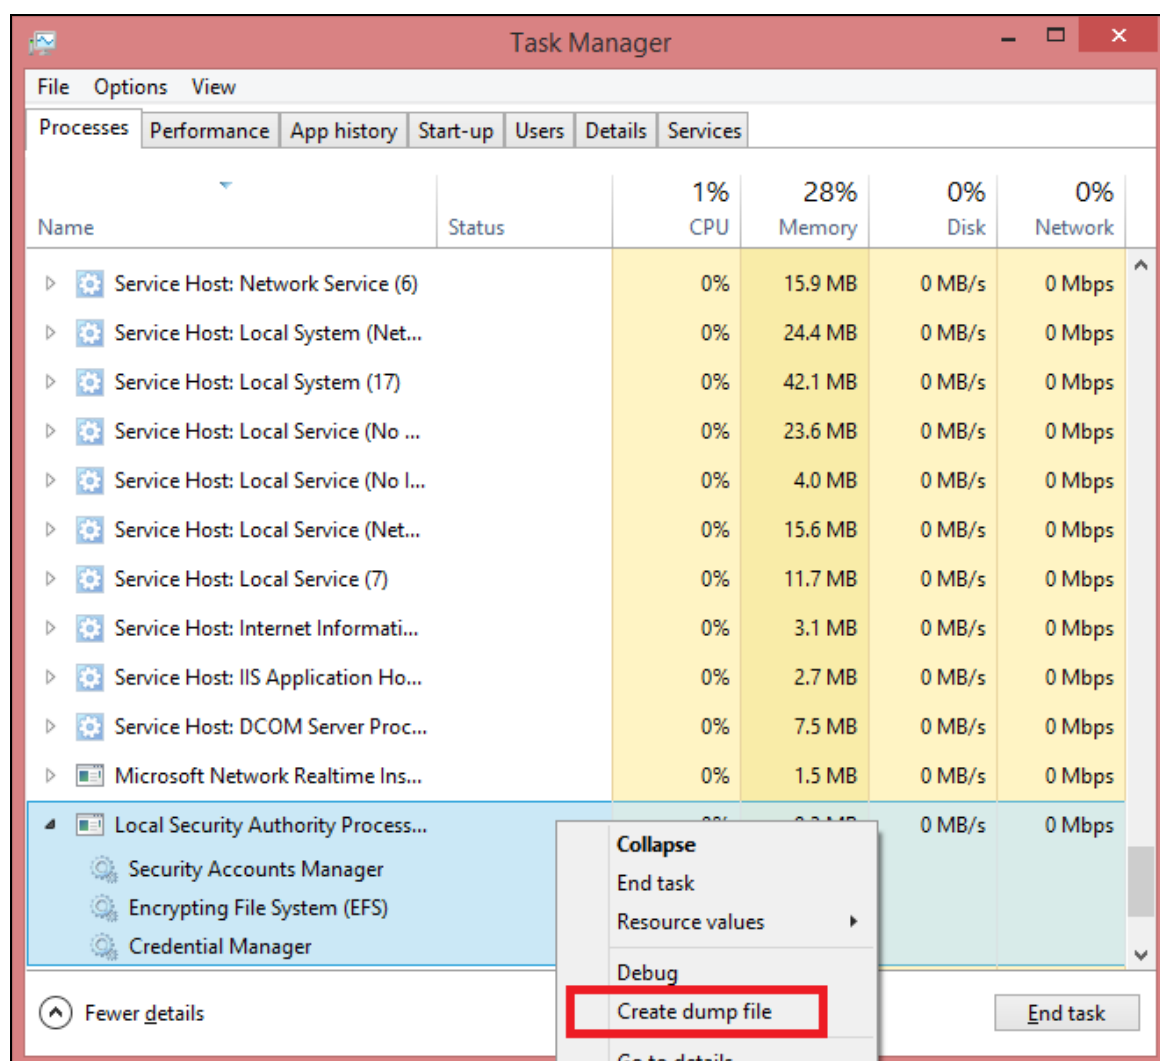 Task Manager
File Options View
Processes Performance App history Start-up Users Details Services
1% 28% 0% 0%
Name Status CPU Memory Disk Network
Service Host: Network Service (6) 0% 15.9 MB 0 MB/s 0 Mbps
Service Host: Local System (Net... 0% 24.4 MB 0 MB/s 0 Mbps
Service Host: Local System (17) 0% 42.1 MB 0 MB/s 0 Mbps
Service Host: Local Service (No ... 0% 23.6 MB 0 MB/s 0 Mbps
Service Host: Local Service (No I... 0% 4.0 MB 0 MB/s 0 Mbps
Service Host: Local Service (Net... 0% 15.6 MB 0 MB/s 0 Mbps
Service Host: Local Service (7) 0% 11.7 MB 0 MB/s 0 Mbps
Service Host: Internet Informati... 0% 3.1 MB 0 MB/s 0 Mbps
Service Host: IIS Application Ho... 0% 2.7 MB 0 MB/s 0 Mbps
Service Host: DCOM Server Proc... 0% 7.5 MB 0 MB/s 0 Mbps
Microsoft Network Realtime Ins... 0% 1.5 MB 0 MB/s 0 Mbps
Local Security Authority Process... 0 MB/s 0 Mbps
Collapse
Security Accounts Manager
End task
Encrypting File System (EFS)
Resource values
Credential Manager
Debug
Create dump file
Fewer details End task
Go to details